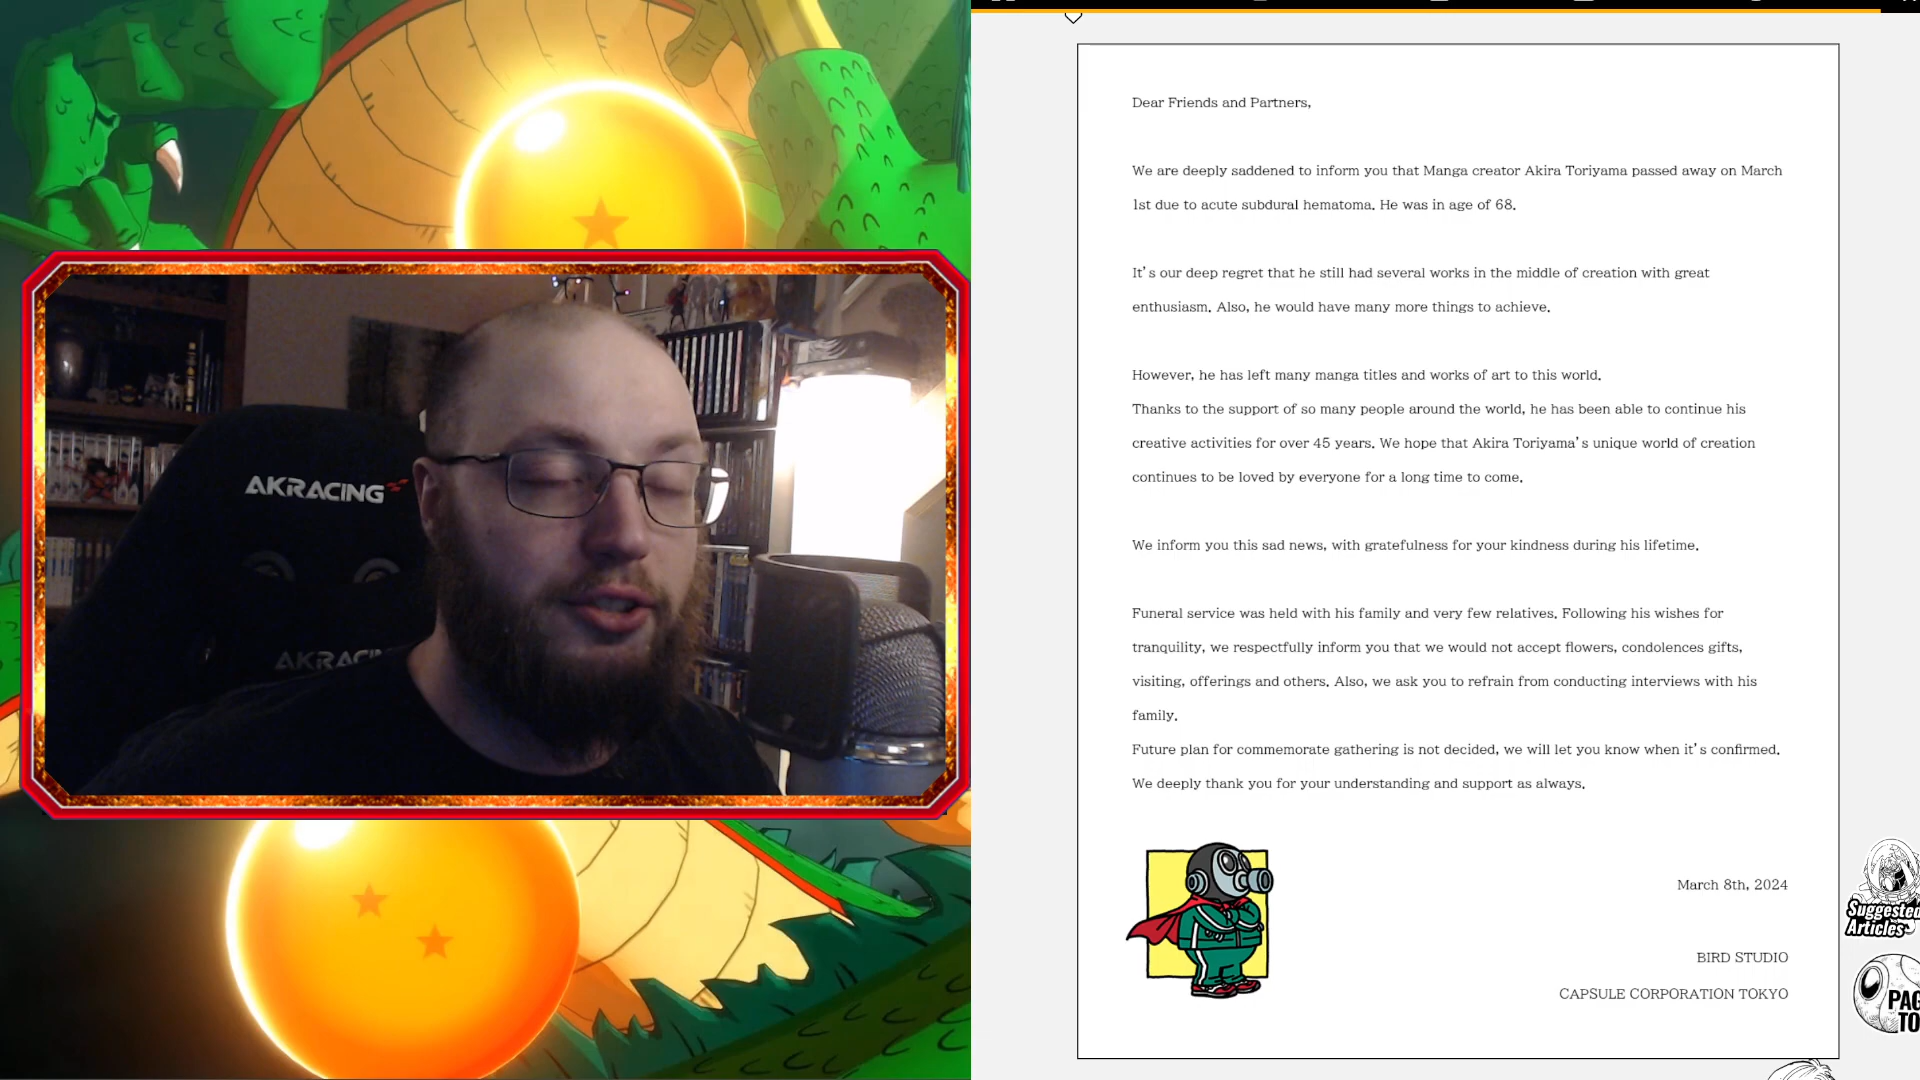 AKRACING
AKRACIN
Dear Friends and Partners,
We are deeply saddened to inform you that Manga creator Akira Toriyama passed away on March
1st due to acute subdural hematoma. He was in age of 68.
It's our deep regret that he still had several works in the middle of creation with great
enthusiasm. Also, he would have many more things to achieve.
However, he has left many manga titles and works of art to this world.
Thanks to the support of so many people around the world, he has been able to continue his
creative activities for over 45 years. We hope that Akira Toriyama's unique world of creation
continues to be loved by everyone for a long time to come.
We inform you this sad news, with gratefulness for your kindness during his lifetime.
Funeral service was held with his family and very few relatives. Following his wishes for
tranquility, we respectfully inform you that we would not accept flowers, condolences gifts,
visiting, offerings and others. Also, we ask you to refrain from conducting interviews with his
family.
Future plan for commemorate gathering is not decided, we will let you know when it's confirmed.
We deeply thank you for your understanding and support as always.
March 8th, 2024
BIRD STUDIO
CAPSULE CORPORATION TOKYO
Suggested
Articles
PAG
TO